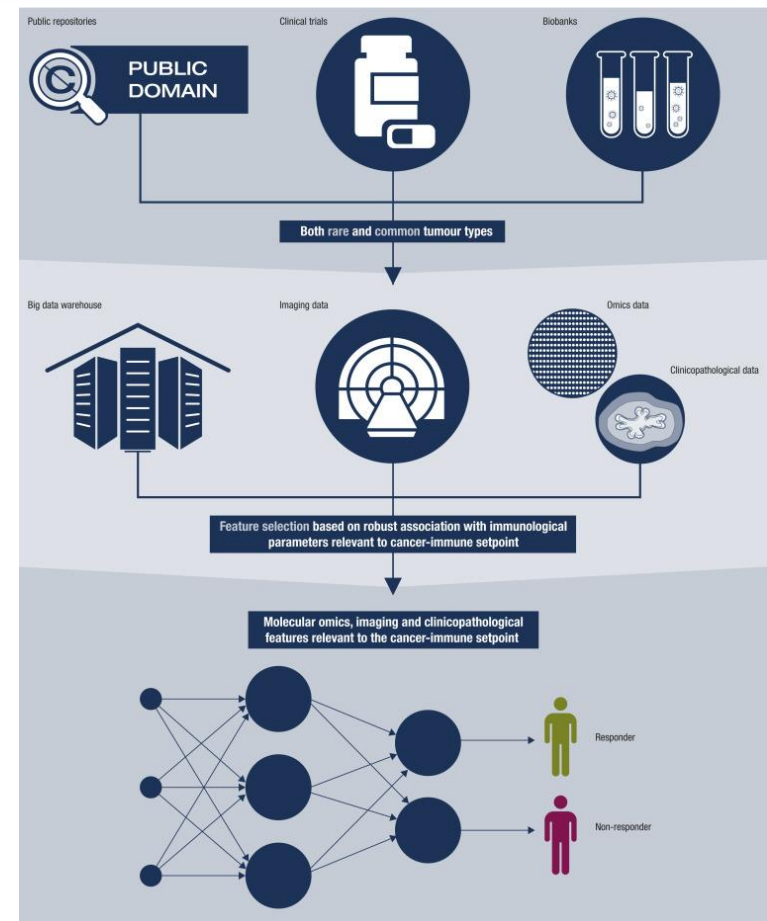 Public repositories
Clinical trials
Biobanks
C
PUBLIC
DOMAIN
Both rare and common tumour types
Big data warehouse
Imaging data
Omics data
Clinicopathological data
Feature selection based on robust association with immunological
parameters relevant to cancer-immune setpoint
Molecular omics, imaging and clinicopathological
features relevant to the cancer-immune setpoint
Responder
Non-responder